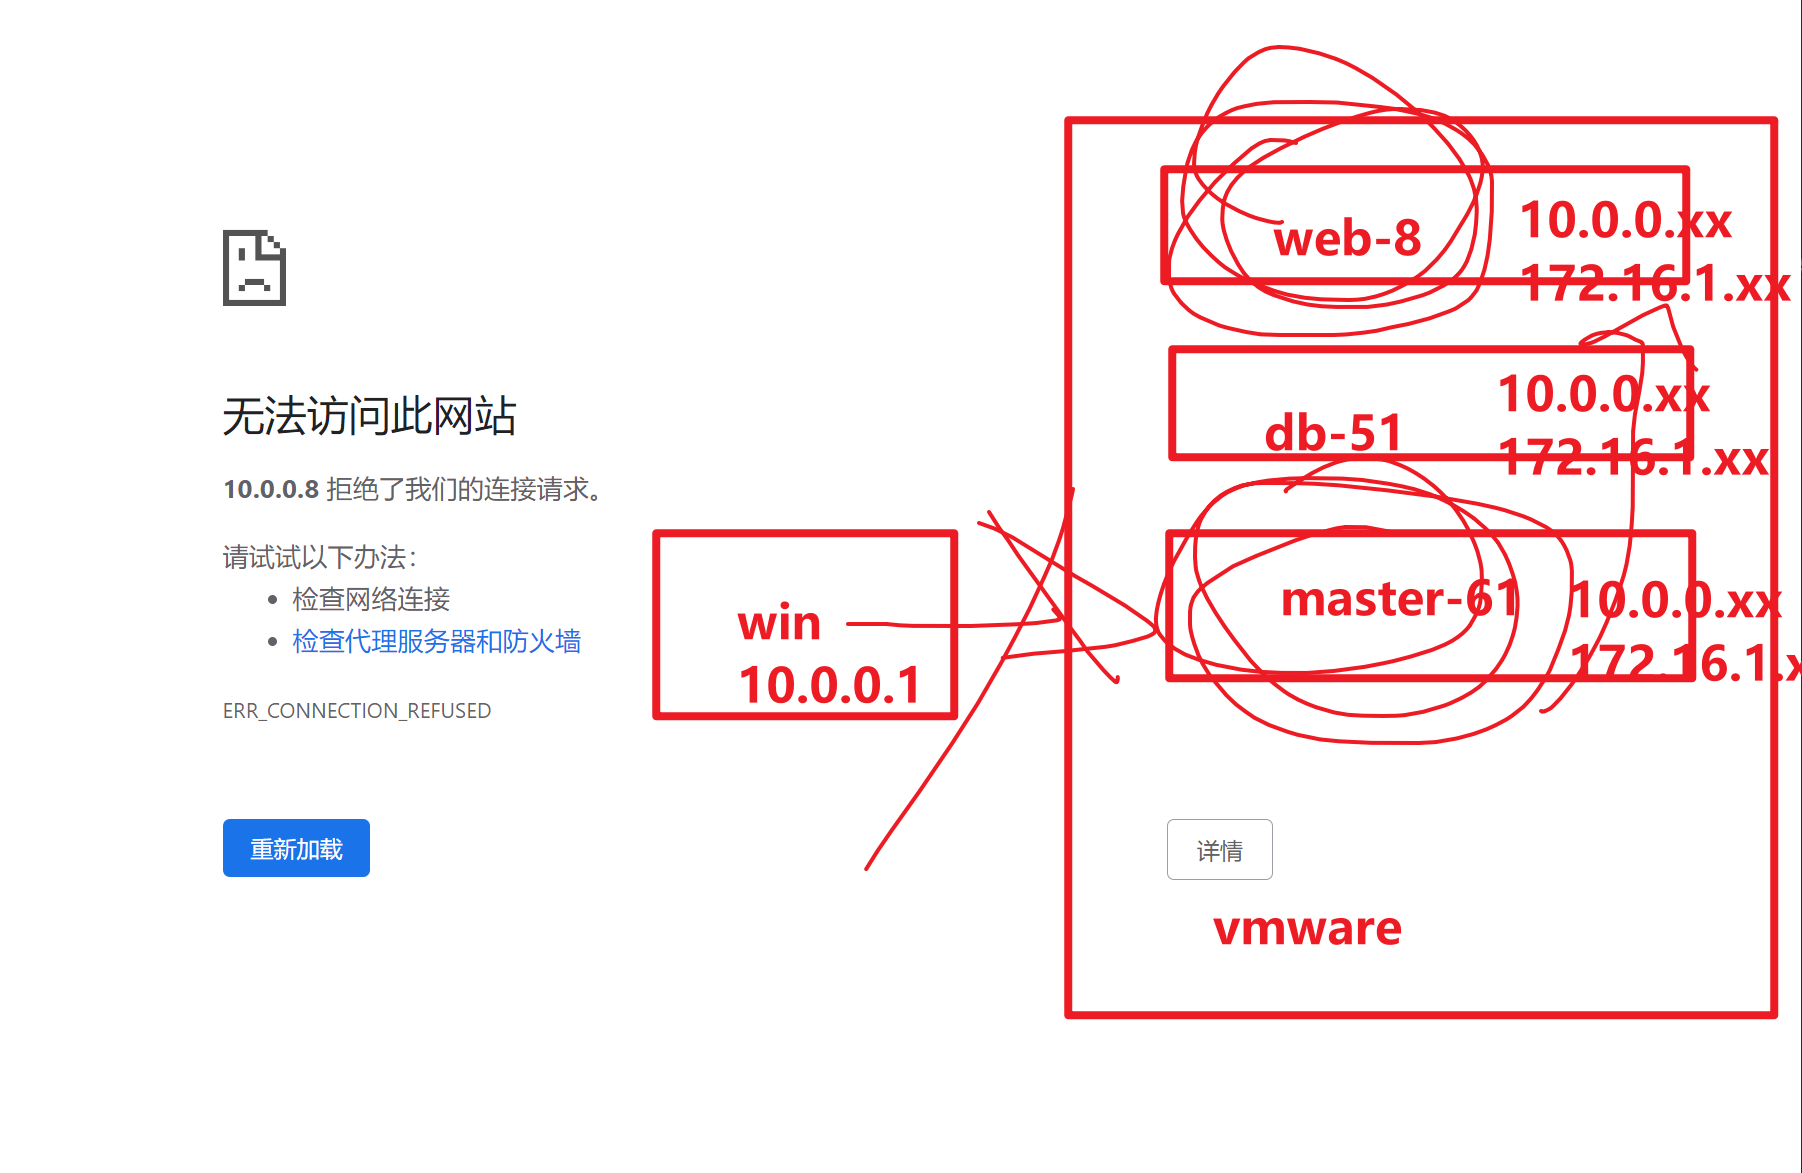 无法访问此网站
10.0.0.8 拒绝了我们的连接请求。
请试试以下办法：
检查网络连接
检查代理服务器和防火墙
ERR_CONNECTION_REFUSED
重新加载
详情
win
10.0.0.1
web-8
10.0.0.xx
172.16.1.xx
db-51
10.0.0.xx
172.16.1.xx
master-61
10.0.0.xx
172.16.1.x
vmware